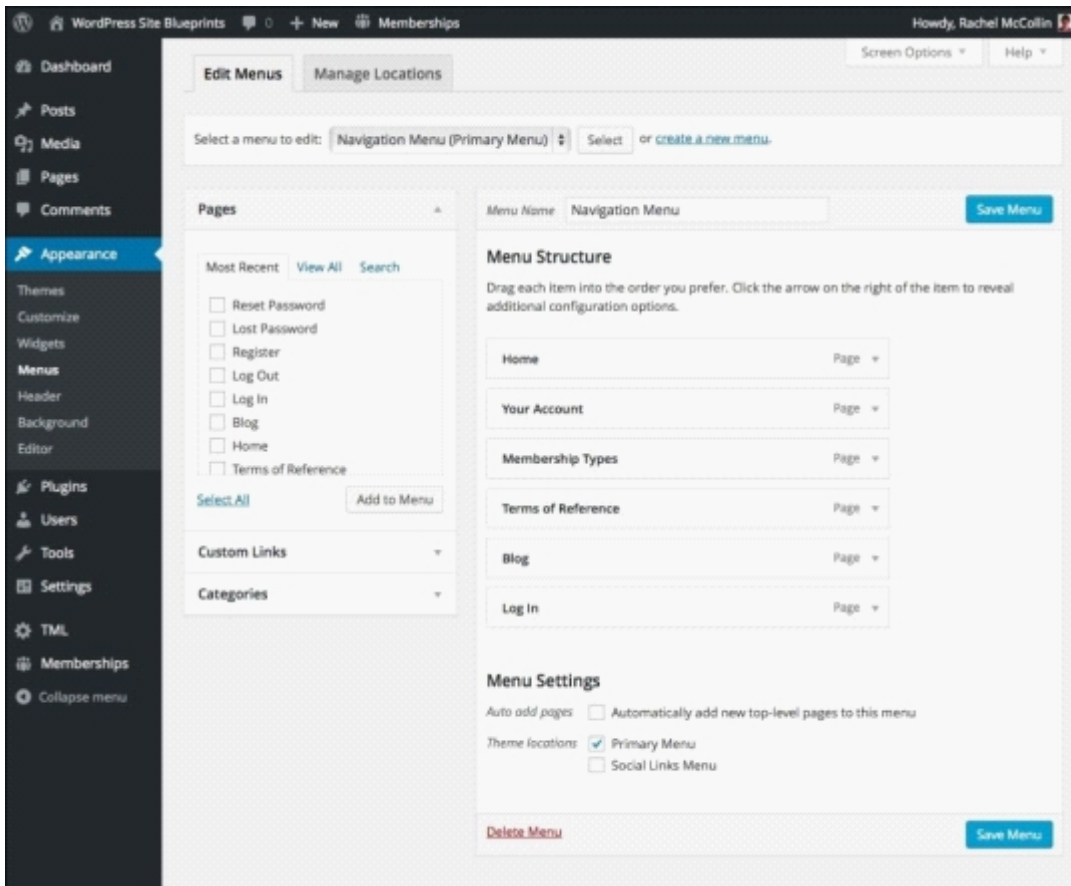 WordPress Site Blueprints 0 + New Memberships Howdy, Rachel McCollin
Dashboard
Posts
Media
Pages
Comments
Appearance
Themes
Customize
Widgets
Menus
Header
Background
Editor
Plugins
Users
Tools
Settings
TML
Memberships
Collapse menu
Screen Options Help
Edit Menus Manage Locations
Select a menu to edit: Navigation Menu (Primary Menu) Select or create a new menu.
Pages
Most Recent View All Search
Reset Password
Lost Password
Register
Log Out
Log In
Blog
Home
Terms of Reference
Select All Add to Menu
Custom Links
Categories
Menu Name Navigation Menu Save Menu
Menu Structure
Drag each item into the order you prefer. Click the arrow on the right of the item to reveal
additional configuration options.
Home Page
Your Account Page
Membership Types Page
Terms of Reference Page
Blog Page
Log In Page
Menu Settings
Auto add pages Automatically add new top-level pages to this menu
Theme locations Primary Menu
Social Links Menu
Delete Menu Save Menu